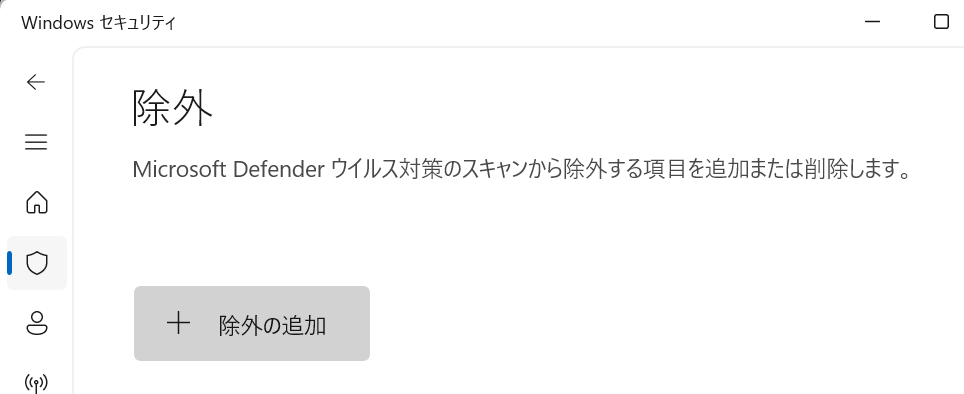 Windows セキュリティ
除外
Microsoft Defender ウイルス対策のスキャンから除外する項目を追加または削除します。
除外の追加